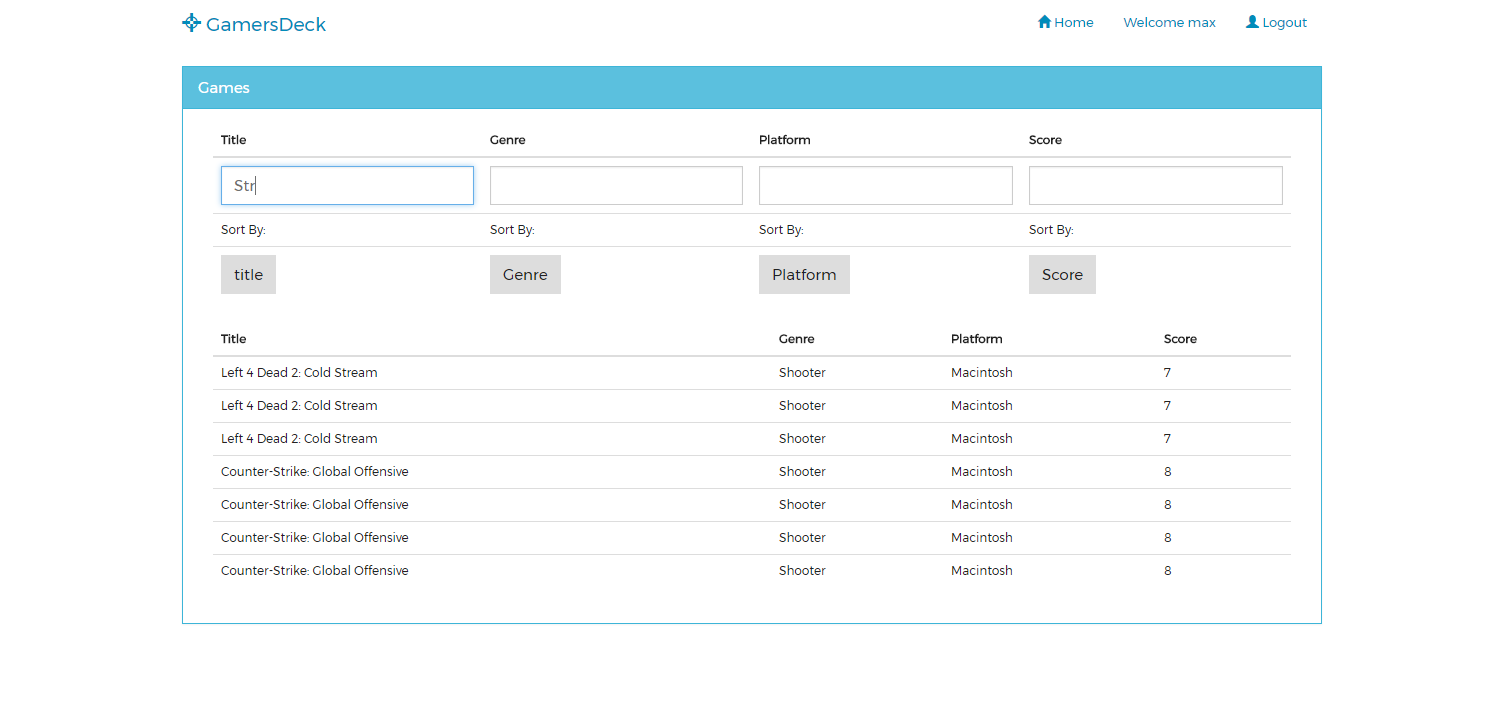 GamersDeck Home Welcome max Logout
Games
Title Genre Platform Score
Str
Sort By: Sort By: Sort By: Sort By:
title Genre Platform Score
Title Genre Platform Score
Left 4 Dead 2: Cold Stream Shooter Macintosh 7
Left 4 Dead 2: Cold Stream Shooter Macintosh 7
Left 4 Dead 2: Cold Stream Shooter Macintosh 7
Counter-Strike: Global Offensive Shooter Macintosh 8
Counter-Strike: Global Offensive Shooter Macintosh 8
Counter-Strike: Global Offensive Shooter Macintosh 8
Counter-Strike: Global Offensive Shooter Macintosh 8